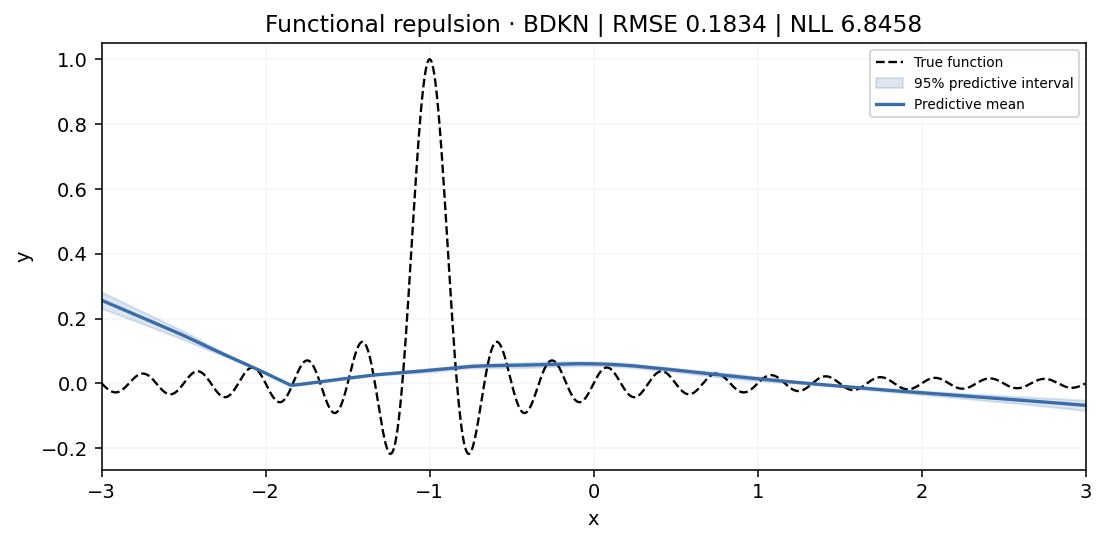 Functional repulsion · BDKN | RMSE 0.1834 | NLL 6.8458
True function
95% predictive interval
Predictive mean
1.0
0.8
0.6
0.4
0.2
0.0
−0.2
y
−3
−2
−1
0
1
2
3
x